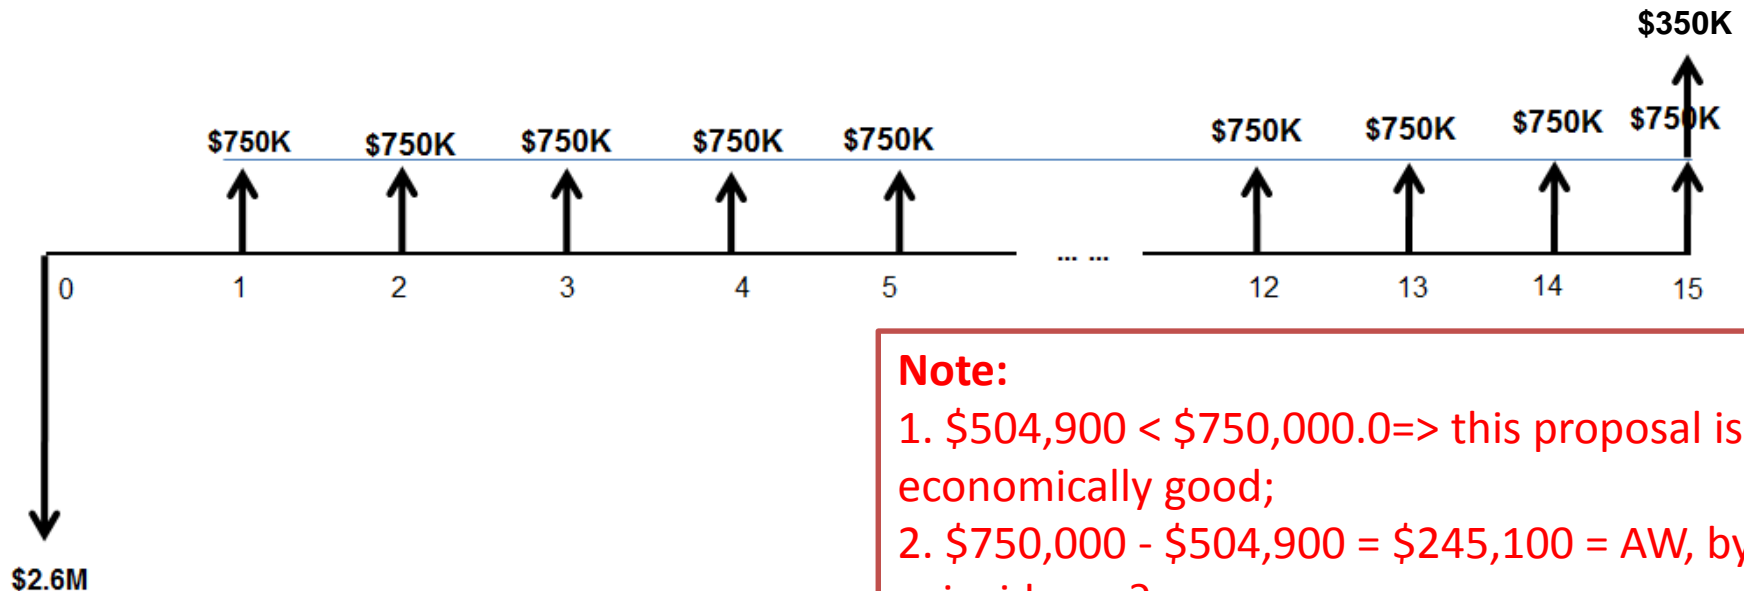 $350K
$750K $750K $750K $750K $750K $750K $750K $750K $750K
... ...
0 1 2 3 4 5 12 13 14 15
$2.6M
Note:
1. $504,900 < $750,000.0=> this proposal is
economically good;
2. $750,000 - $504,900 = $245,100 = AW, by